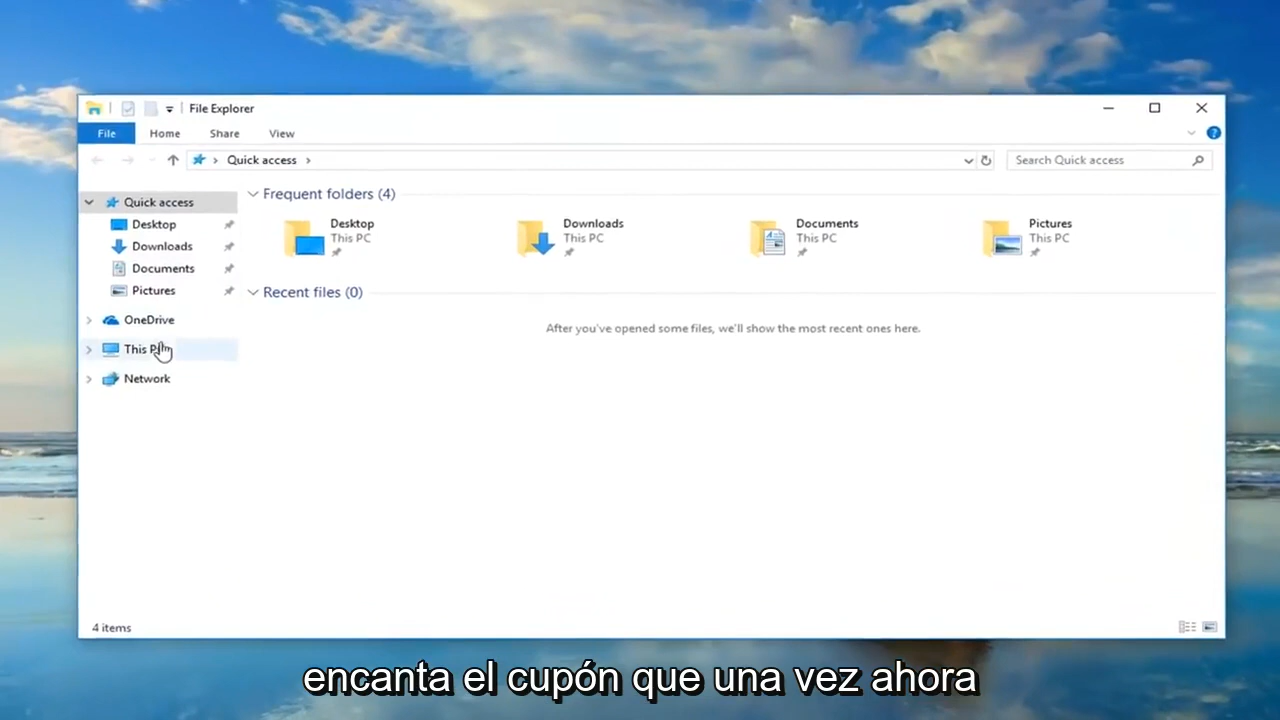 File Explorer
File Home Share View
Quick access
Search Quick access
Quick access
Desktop
Downloads
Documents
Pictures
OneDrive
This
Network
Frequent folders (4)
Desktop
This PC
Downloads
This PC
Documents
This PC
Pictures
This PC
Recent files (0)
After you've opened some files, we'll show the most recent ones here.
4 items
encanta el cupón que una vez ahora